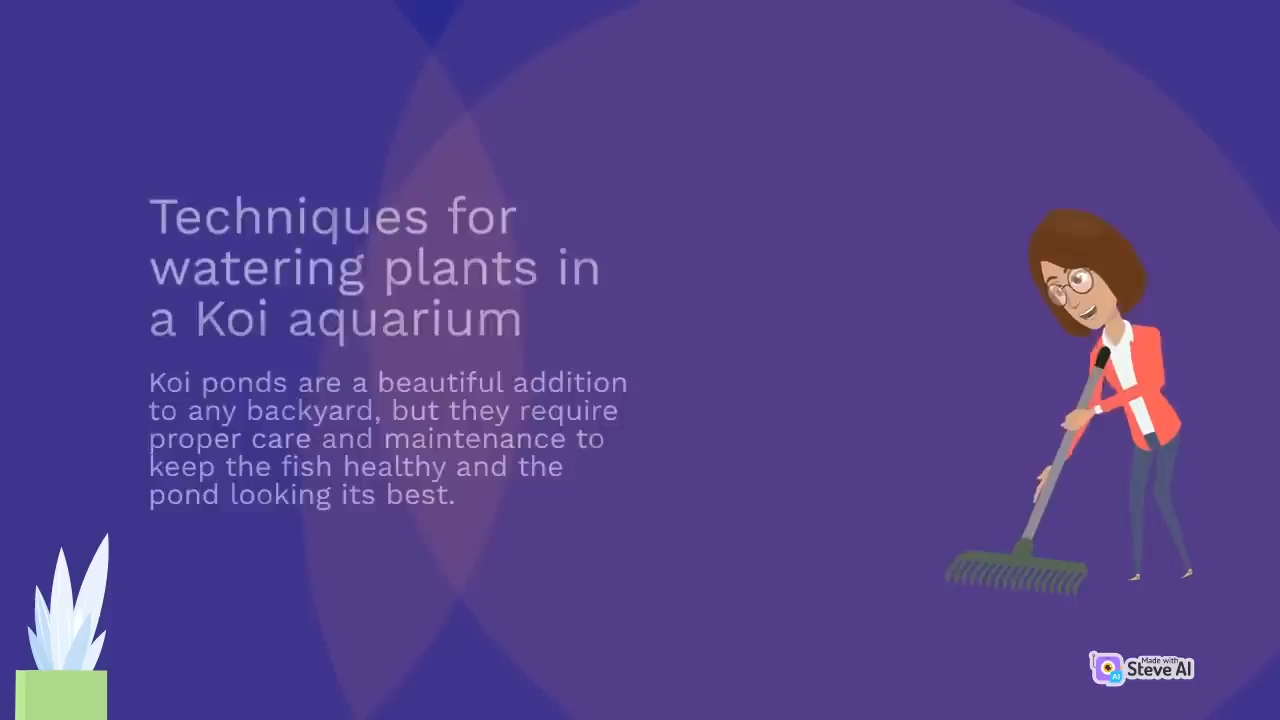 Techniques for
watering plants in
a Koi aquarium
Koi ponds are a beautiful addition
to any backyard, but they require
proper care and maintenance to
keep the fish healthy and the
pond looking its best.
Made with
Steve AI
AI